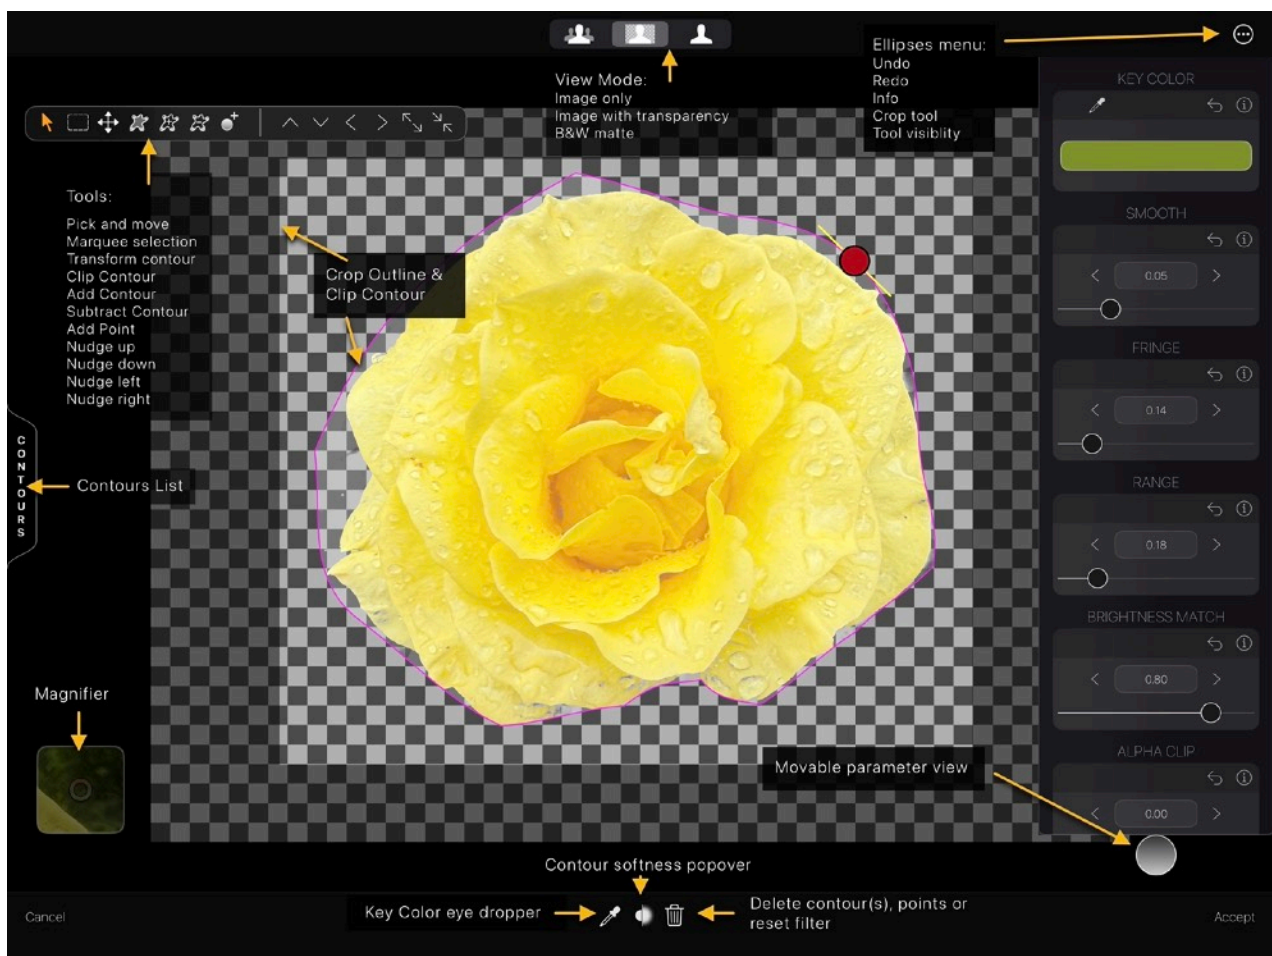 Ellipses menu:
Undo
Redo
Info
Crop tool
Tool visiblity
View Mode:
Image only
Image with transparency
B&W matte
Tools:
Pick and move
Marquee selection
Transform contour
Clip Contour
Add Contour
Subtract Contour
Add Point
Nudge up
Nudge down
Nudge left
Nudge right
Crop Outline &
Clip Contour
CONTOURS
Contours List
Magnifier
KEY COLOR
SMOOTH
0.05
FRINGE
0.14
RANGE
0.18
BRIGHTNESS MATCH
0.80
ALPHA CLIP
0.00
Movable parameter view
Contour softness popover
Key Color eye dropper
Delete contour(s), points or
reset filter
Cancel
Accept